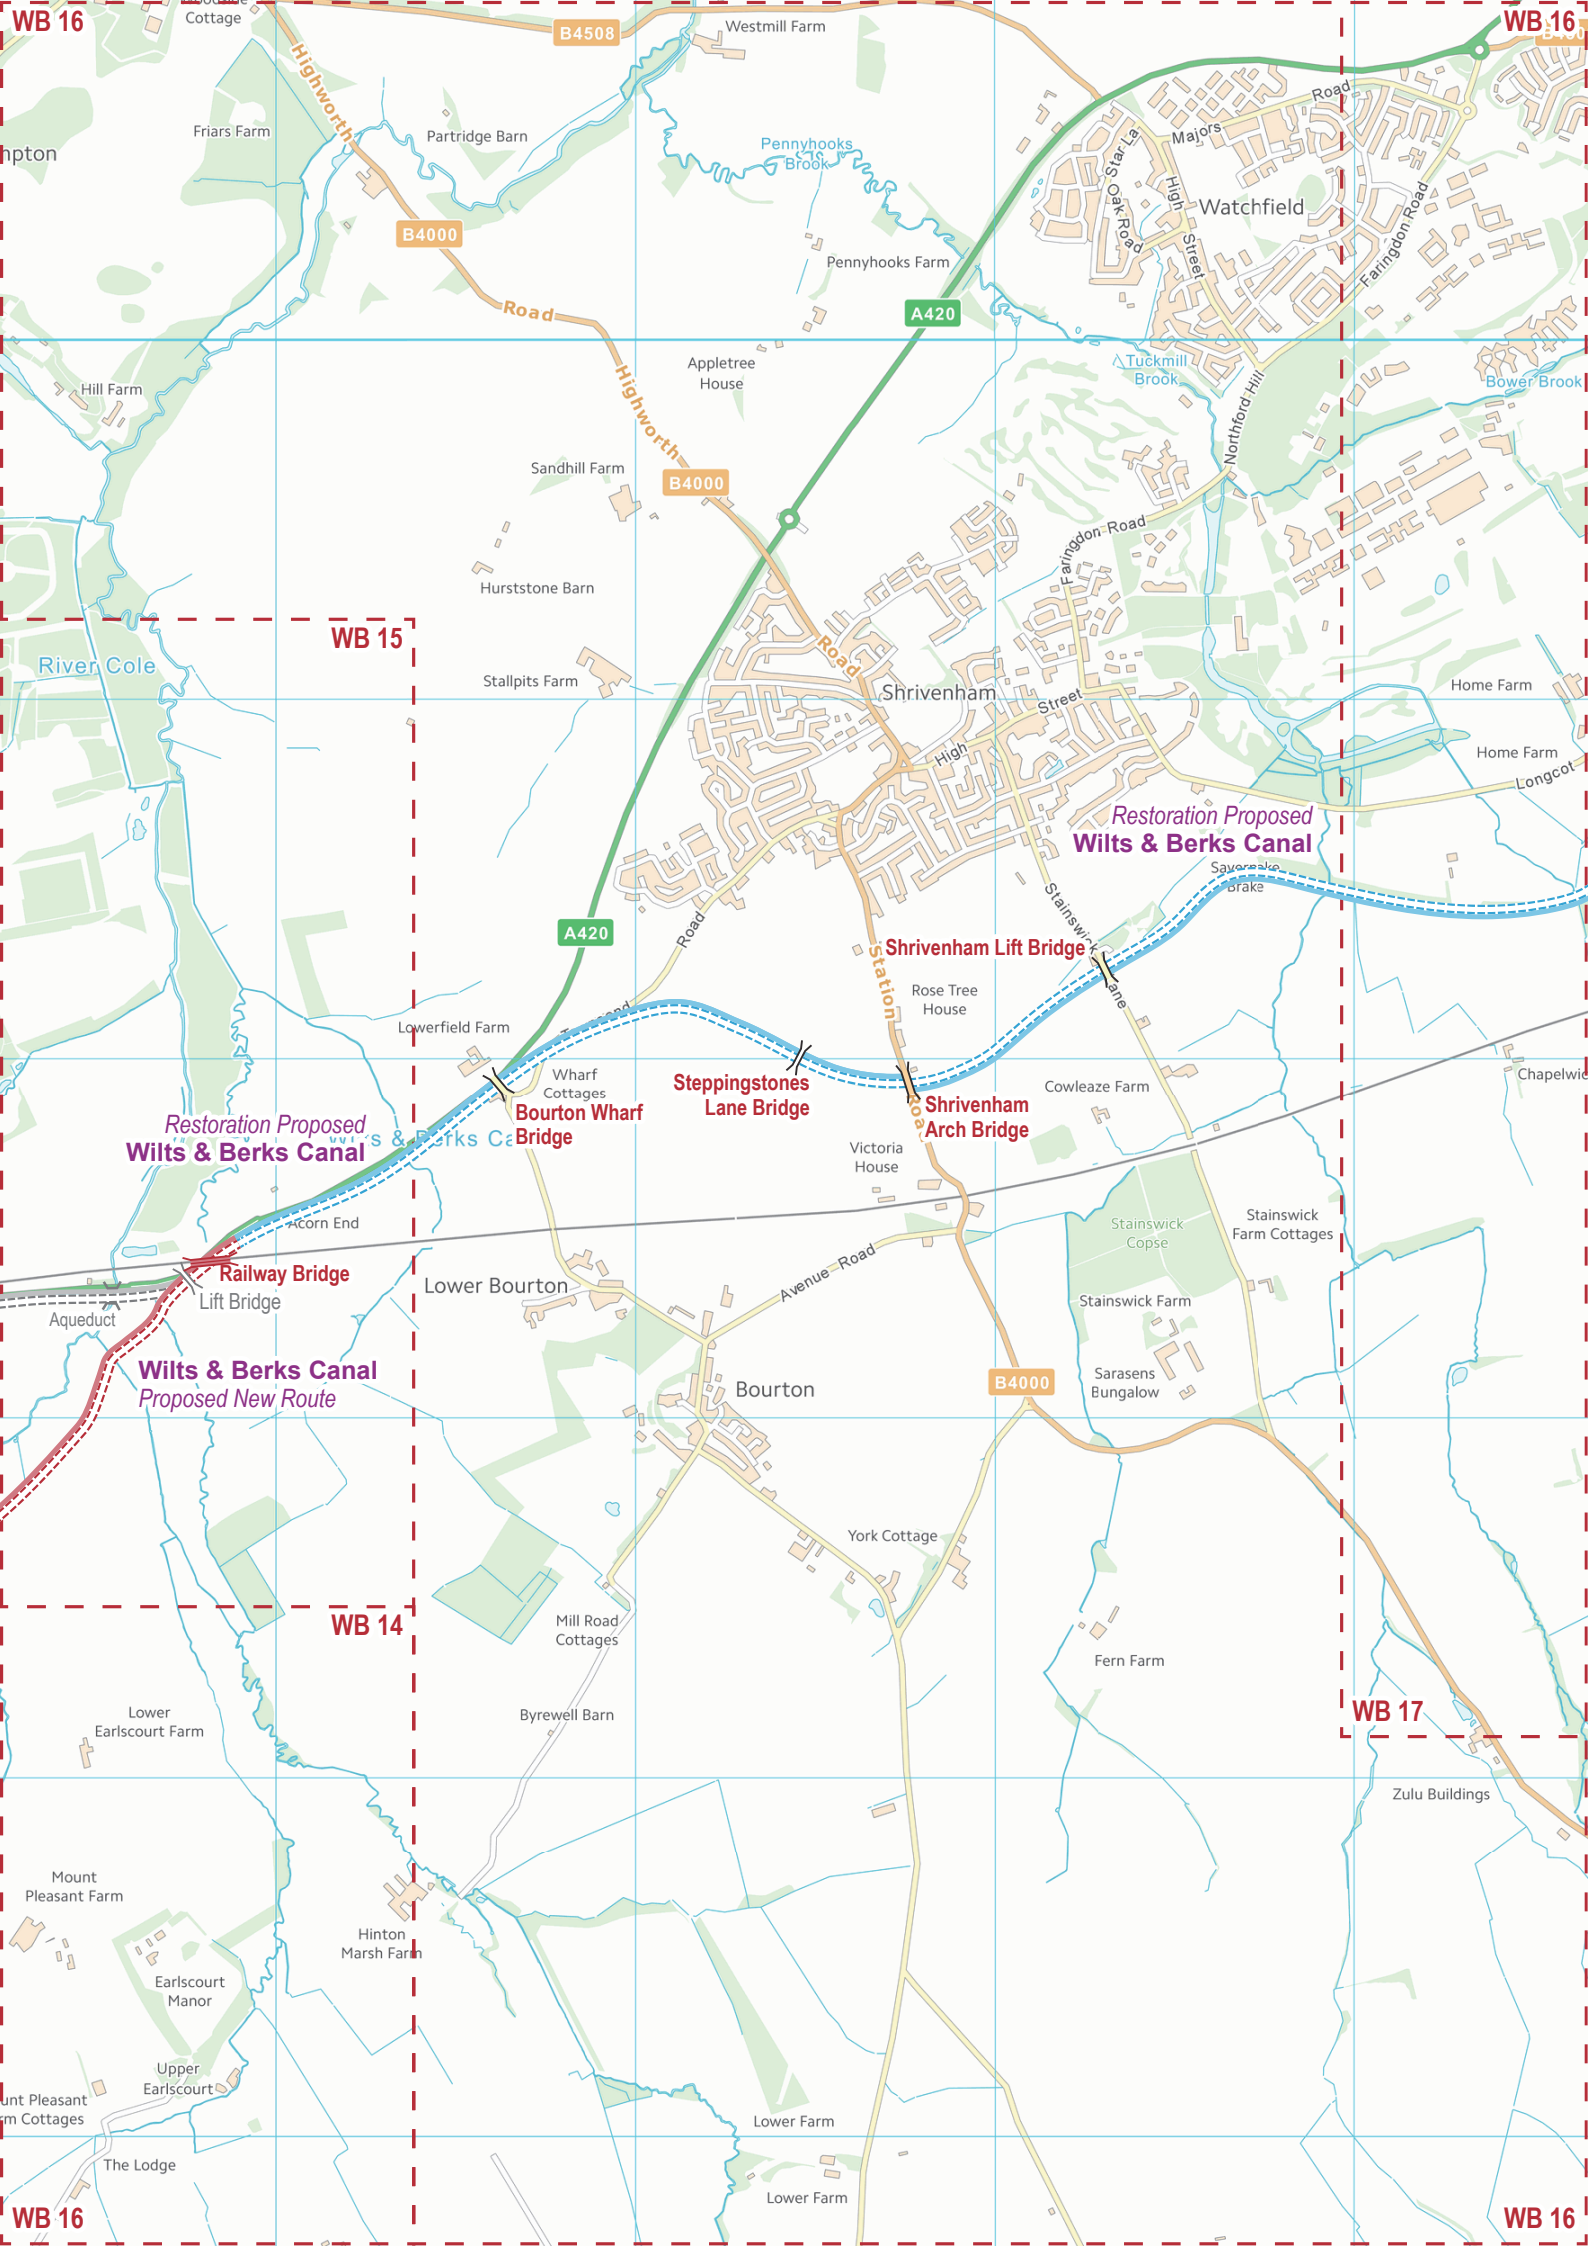 WB 16
Cottage
B4508
Westmill Farm
WB 16
Highworth
Friars Farm
Partridge Barn
Pennyhooks
Brook
Star La
Majors
Road
Oak Road
High
Street
Watchfield
Faringdon Road
B4000
Pennyhooks Farm
Road
A420
Appletree
House
Tuckmill
Brook
Bower Brook
Hill Farm
Highworth
Northford Hill
Sandhill Farm
B4000
Faringdon Road
Hurststone Barn
WB 15
River Cole
Road
Stallpits Farm
Shrivenham
Street
High
Home Farm
Home Farm
Longcot
Restoration Proposed
Wilts & Berks Canal
Savernake
Brake
Stainswick
Lane
A420
Road
Station
Shrivenham Lift Bridge
Rose Tree
House
Lowerfield Farm
Townsend
Wharf
Cottages
Steppingstones
Lane Bridge
Cowleaze Farm
Chapelwic
Bourton Wharf
Bridge
Shrivenham
Arch Bridge
Road
Restoration Proposed
Wilts & Berks Canal
Wilts & Berks Ca
Victoria
House
Acorn End
Stainswick
Copse
Stainswick
Farm Cottages
Railway Bridge
Lift Bridge
Aqueduct
Lower Bourton
Avenue Road
Stainswick Farm
Wilts & Berks Canal
Proposed New Route
Bourton
B4000
Sarasens
Bungalow
York Cottage
WB 14
Mill Road
Cottages
Fern Farm
Lower
Earlscourt Farm
Byrewell Barn
WB 17
Zulu Buildings
Mount
Pleasant Farm
Hinton
Marsh Farm
Earlscourt
Manor
Upper
Earlscourt
unt Pleasant
rm Cottages
Lower Farm
The Lodge
Lower Farm
WB 16
WB 16